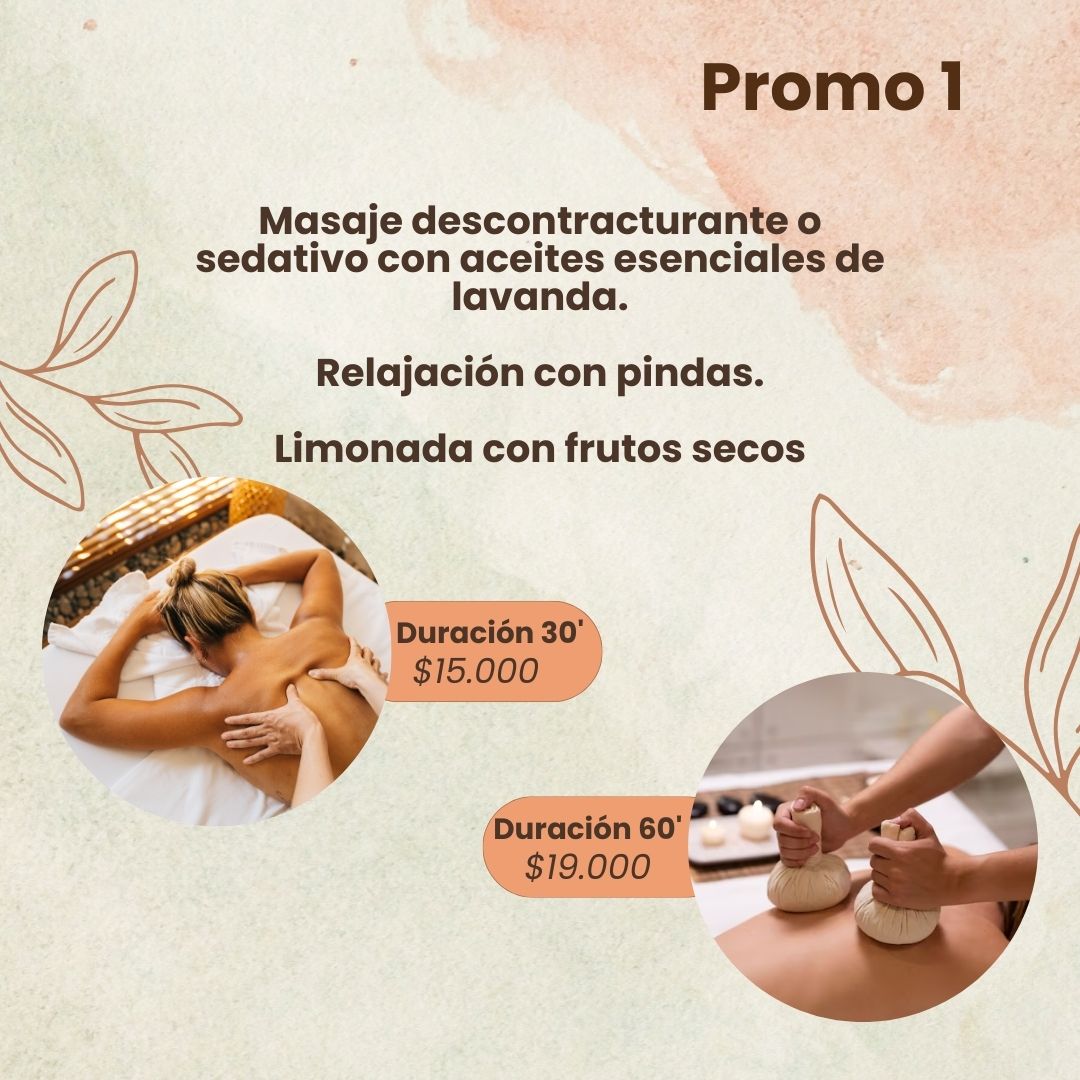 Promo 1
Masaje descontracturante o
sedativo con aceites esenciales de
lavanda.
Relajación con pindas.
Limonada con frutos secos
Duración 30'
$15.000
Duración 60'
$19.000